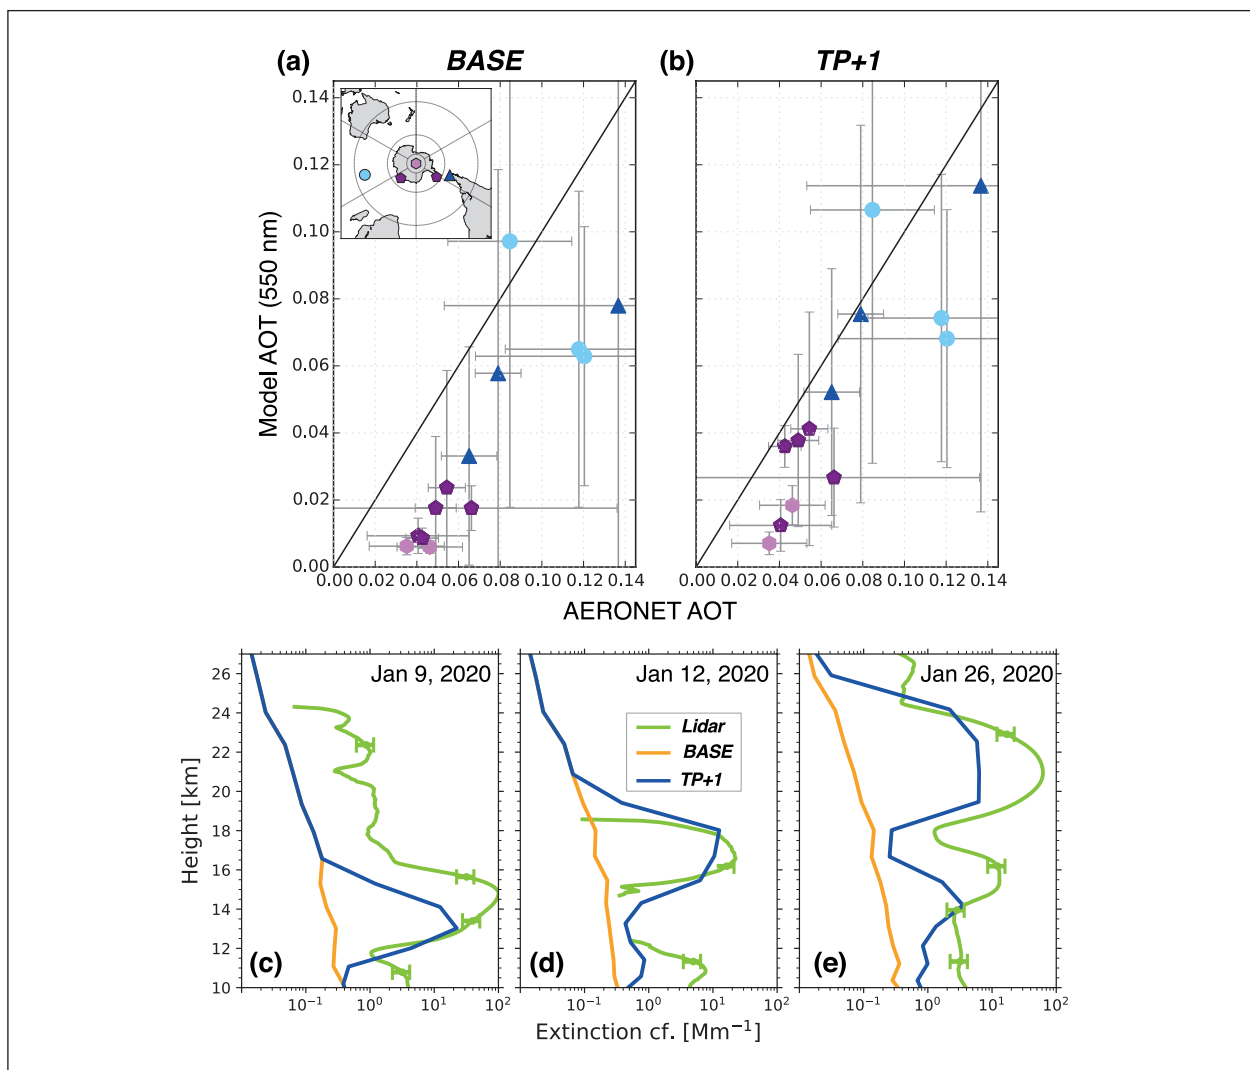 (a) BASE (b) TP+1
0.14
0.12
0.10
0.08
0.06
0.04
0.02
0.00
Model AOT (550 nm)
0.00 0.02 0.04 0.06 0.08 0.10 0.12 0.14 0.00 0.02 0.04 0.06 0.08 0.10 0.12 0.14
AERONET AOT
Jan 9, 2020 Jan 12, 2020 Jan 26, 2020
26
24
22
20
18
16
14
12
10
Height [km]
Lidar
BASE
TP+1
(c) (d) (e)
10⁻¹ 10⁰ 10¹ 10² 10⁻¹ 10⁰ 10¹ 10² 10⁻¹ 10⁰ 10¹ 10²
Extinction cf. [Mm⁻¹]